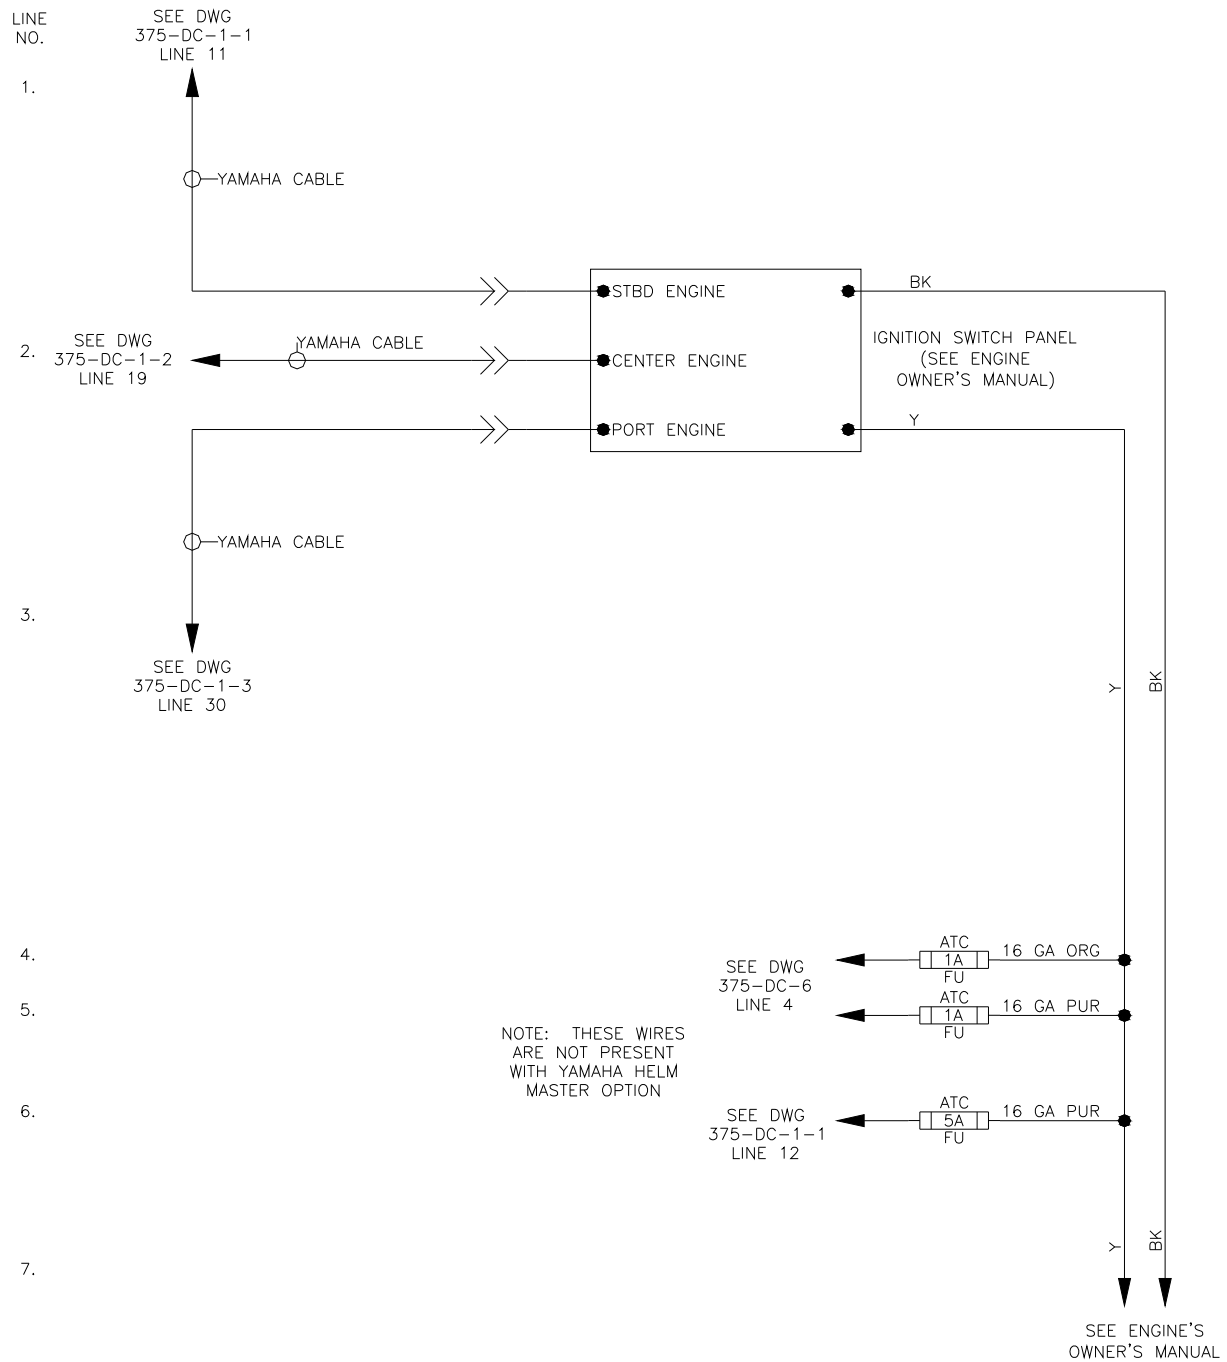 LINE
NO.
SEE DWG
375-DC-1-1
LINE 11
1.
YAMAHA CABLE
STBD ENGINE
BK
2.
SEE DWG
375-DC-1-2
LINE 19
YAMAHA CABLE
CENTER ENGINE
IGNITION SWITCH PANEL
(SEE ENGINE
OWNER'S MANUAL)
PORT ENGINE
Y
YAMAHA CABLE
3.
SEE DWG
375-DC-1-3
LINE 30
Y
BK
4.
SEE DWG
375-DC-6
LINE 4
ATC
1A
FU
16 GA ORG
5.
ATC
1A
FU
16 GA PUR
NOTE: THESE WIRES
ARE NOT PRESENT
WITH YAMAHA HELM
MASTER OPTION
6.
SEE DWG
375-DC-1-1
LINE 12
ATC
5A
FU
16 GA PUR
Y
BK
7.
SEE ENGINE'S
OWNER'S MANUAL